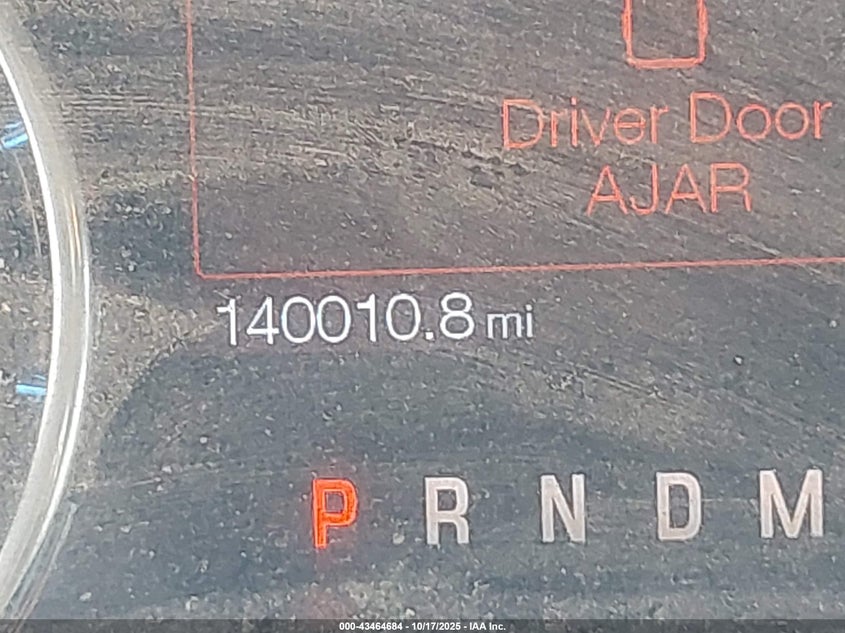 Driver Door
AJAR
140010.8 mi
P R N D M
000-43464684 - 10/17/2025 - IAA Inc.